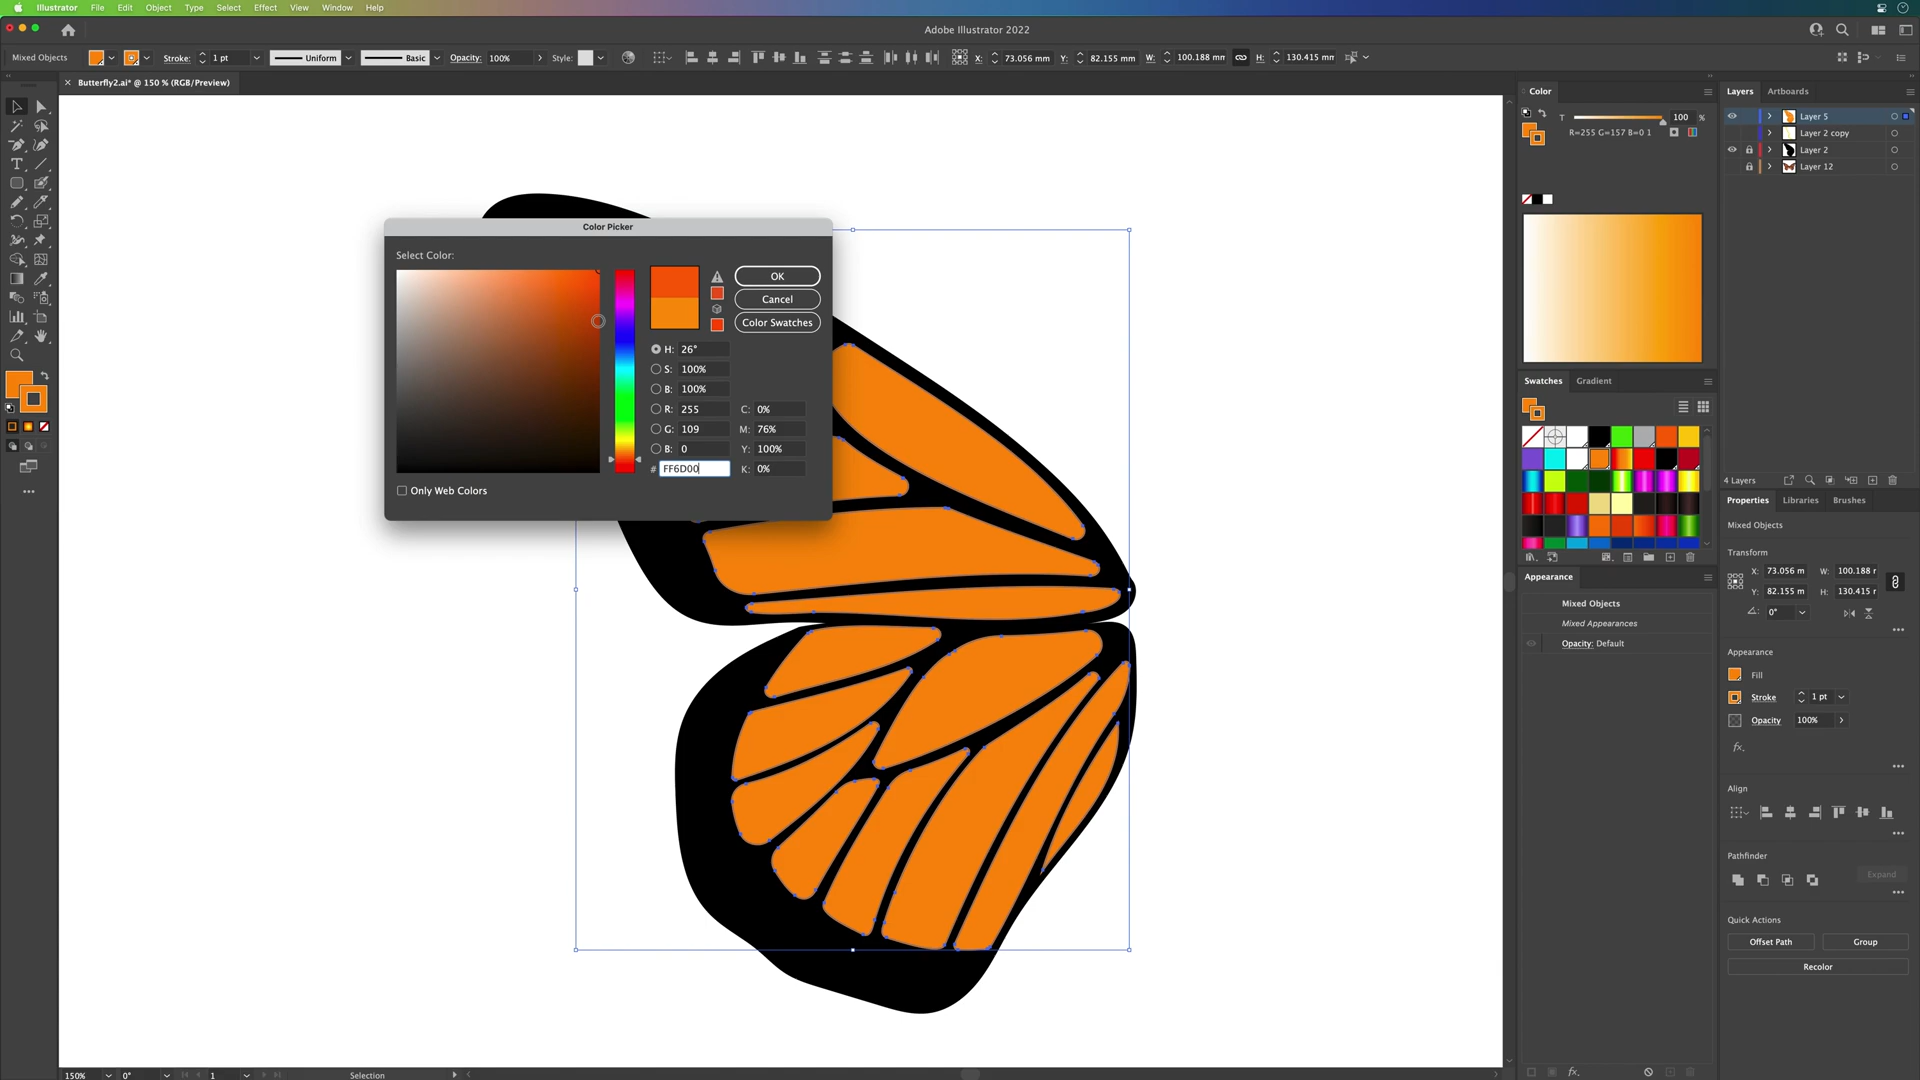 Illustrator File Edit Object Type Select Effect View Window Help
Adobe Illustrator 2022
Mixed Objects Stroke: 1 pt Uniform Basic Opacity: 100% Style: X: 73.056 mm Y: 82.155 mm W: 100.188 mm H: 130.415 mm
× Butterfly2.ai* @ 150 % (RGB/Preview)
Color
T 100 %
R=255 G=157 B=0 1
Layers Artboards
Layer 5
Layer 2 copy
Layer 2
Layer 12
Color Picker
Select Color:
OK
Cancel
Color Swatches
H: 26°
S: 100%
B: 100%
R: 255 C: 0%
G: 109 M: 76%
B: 0 Y: 100%
# FF6D00 K: 0%
Only Web Colors
Swatches Gradient
4 Layers
Properties Libraries Brushes
Mixed Objects
Transform
X: 73.056 m W: 100.188 r
Y: 82.155 m H: 130.415 r
0°
Appearance
Mixed Objects
Mixed Appearances
Opacity: Default
Appearance
Fill
Stroke 1 pt
Opacity 100%
fx.
Align
Pathfinder
Expand
Quick Actions
Offset Path Group
Recolor
150% 0° 1 Selection
fx.